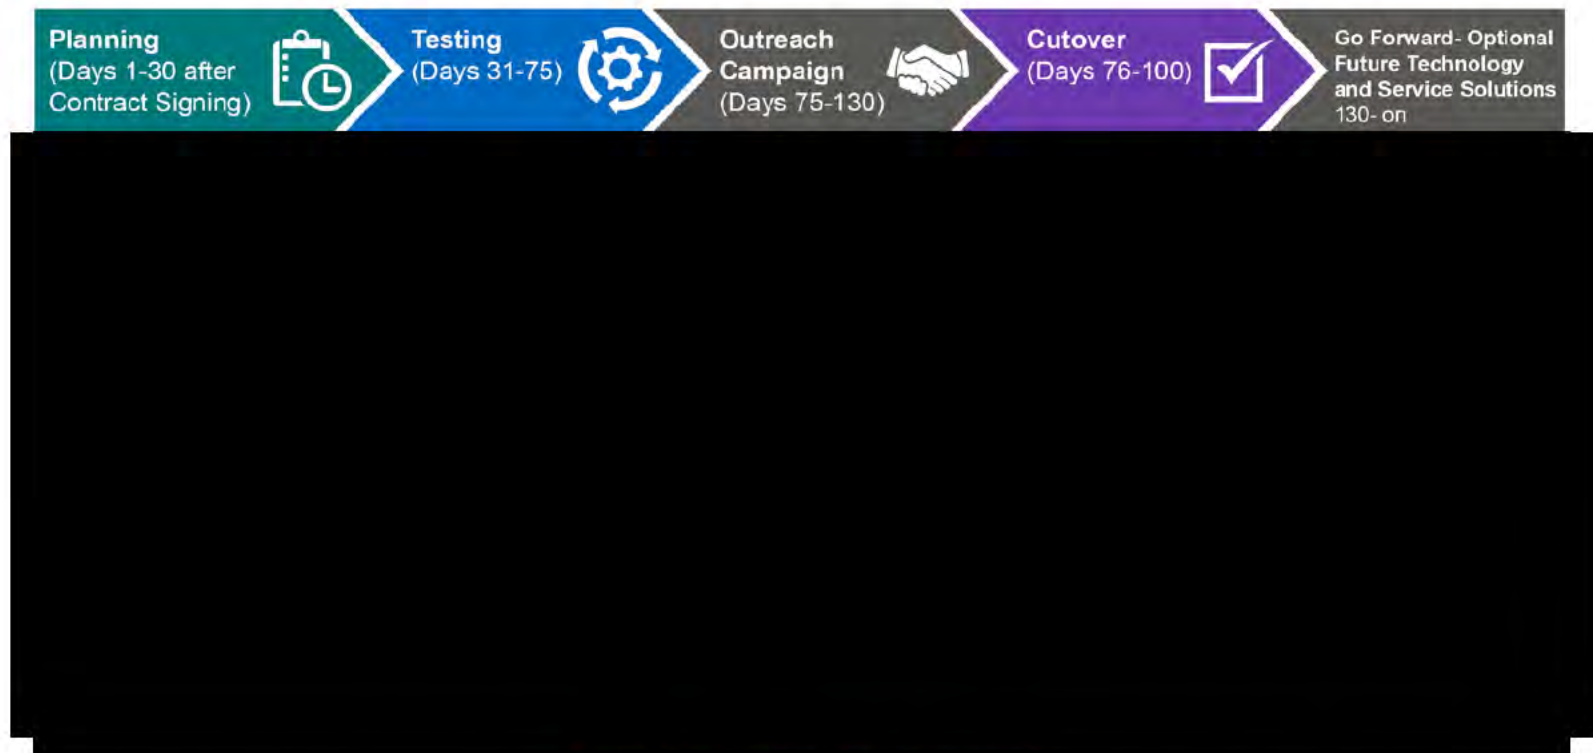 Planning
(Days 1-30 after
Contract Signing)
Testing
(Days 31-75)
Outreach
Campaign
(Days 75-130)
Cutover
(Days 76-100)
Go Forward- Optional
Future Technology
and Service Solutions
130- on